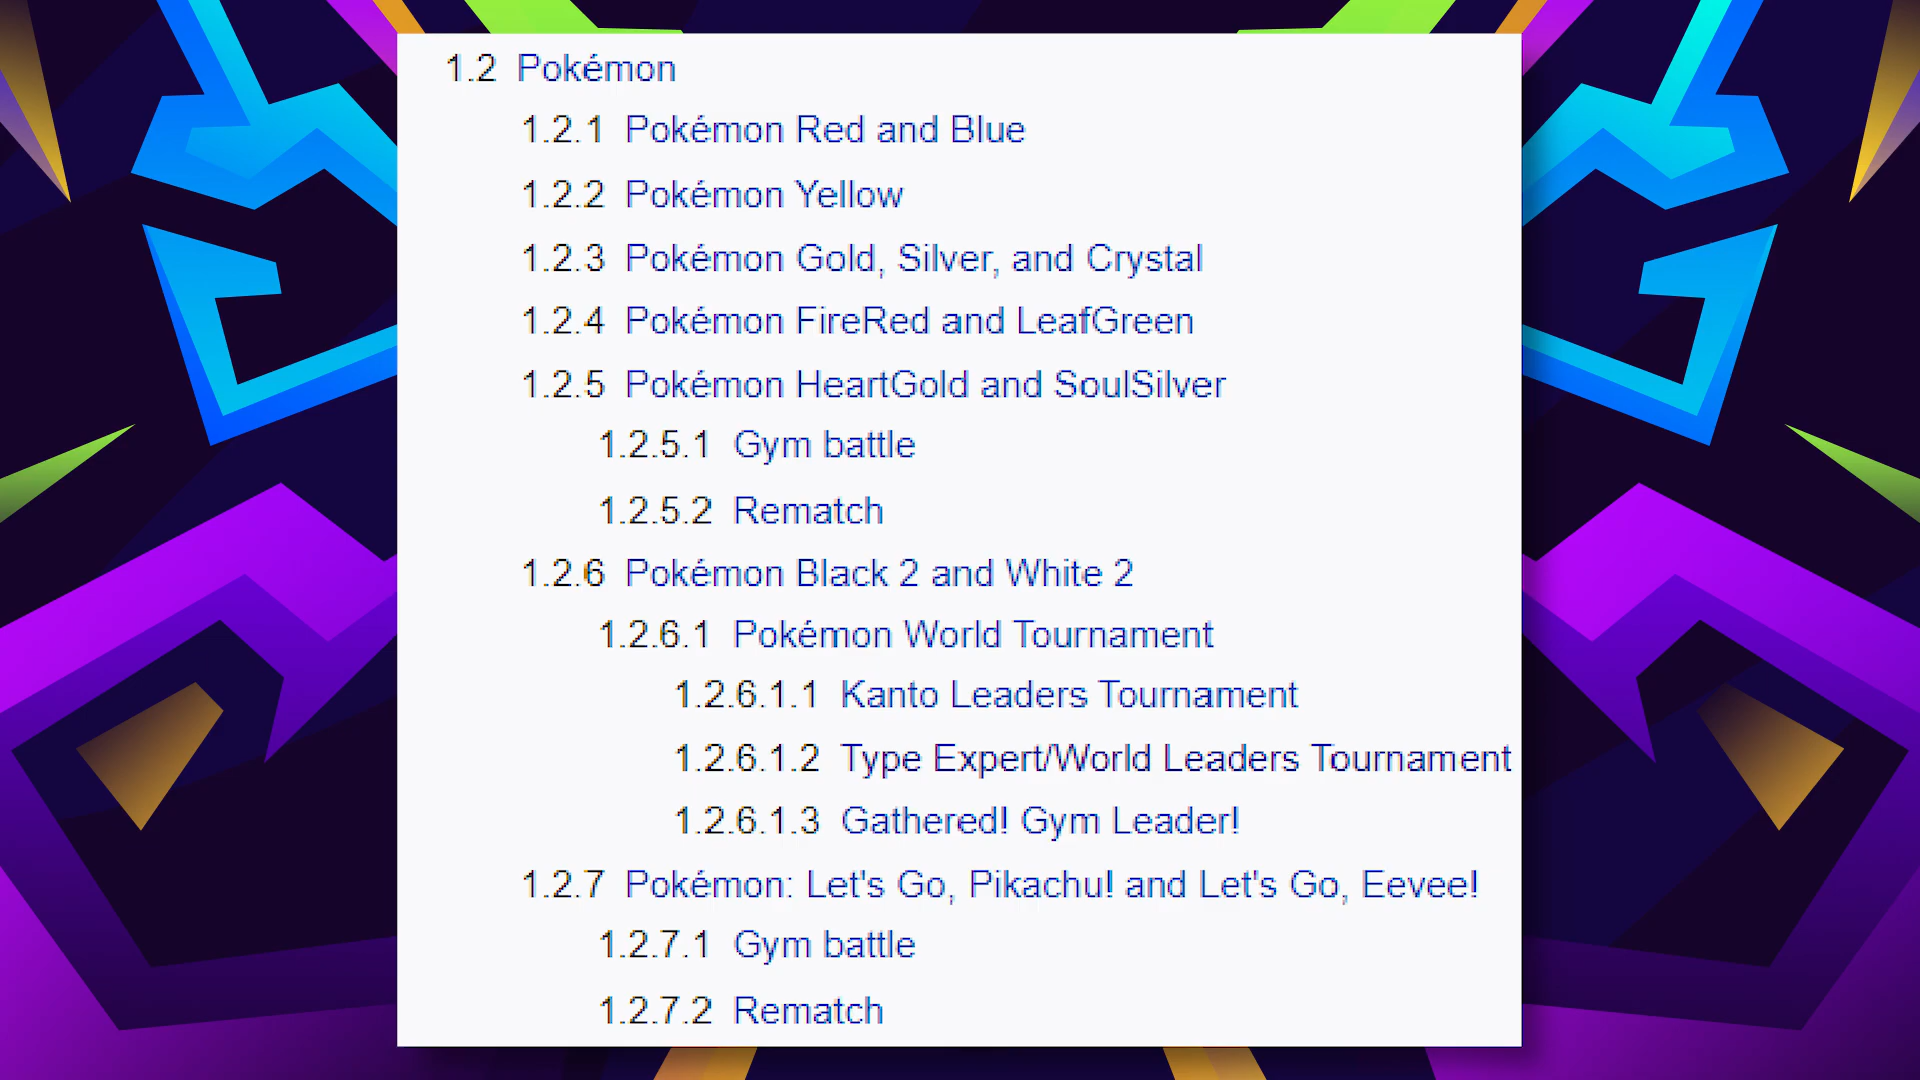 1.2 Pokémon
1.2.1 Pokémon Red and Blue
1.2.2 Pokémon Yellow
1.2.3 Pokémon Gold, Silver, and Crystal
1.2.4 Pokémon FireRed and LeafGreen
1.2.5 Pokémon HeartGold and SoulSilver
1.2.5.1 Gym battle
1.2.5.2 Rematch
1.2.6 Pokémon Black 2 and White 2
1.2.6.1 Pokémon World Tournament
1.2.6.1.1 Kanto Leaders Tournament
1.2.6.1.2 Type Expert/World Leaders Tournament
1.2.6.1.3 Gathered! Gym Leader!
1.2.7 Pokémon: Let's Go, Pikachu! and Let's Go, Eevee!
1.2.7.1 Gym battle
1.2.7.2 Rematch